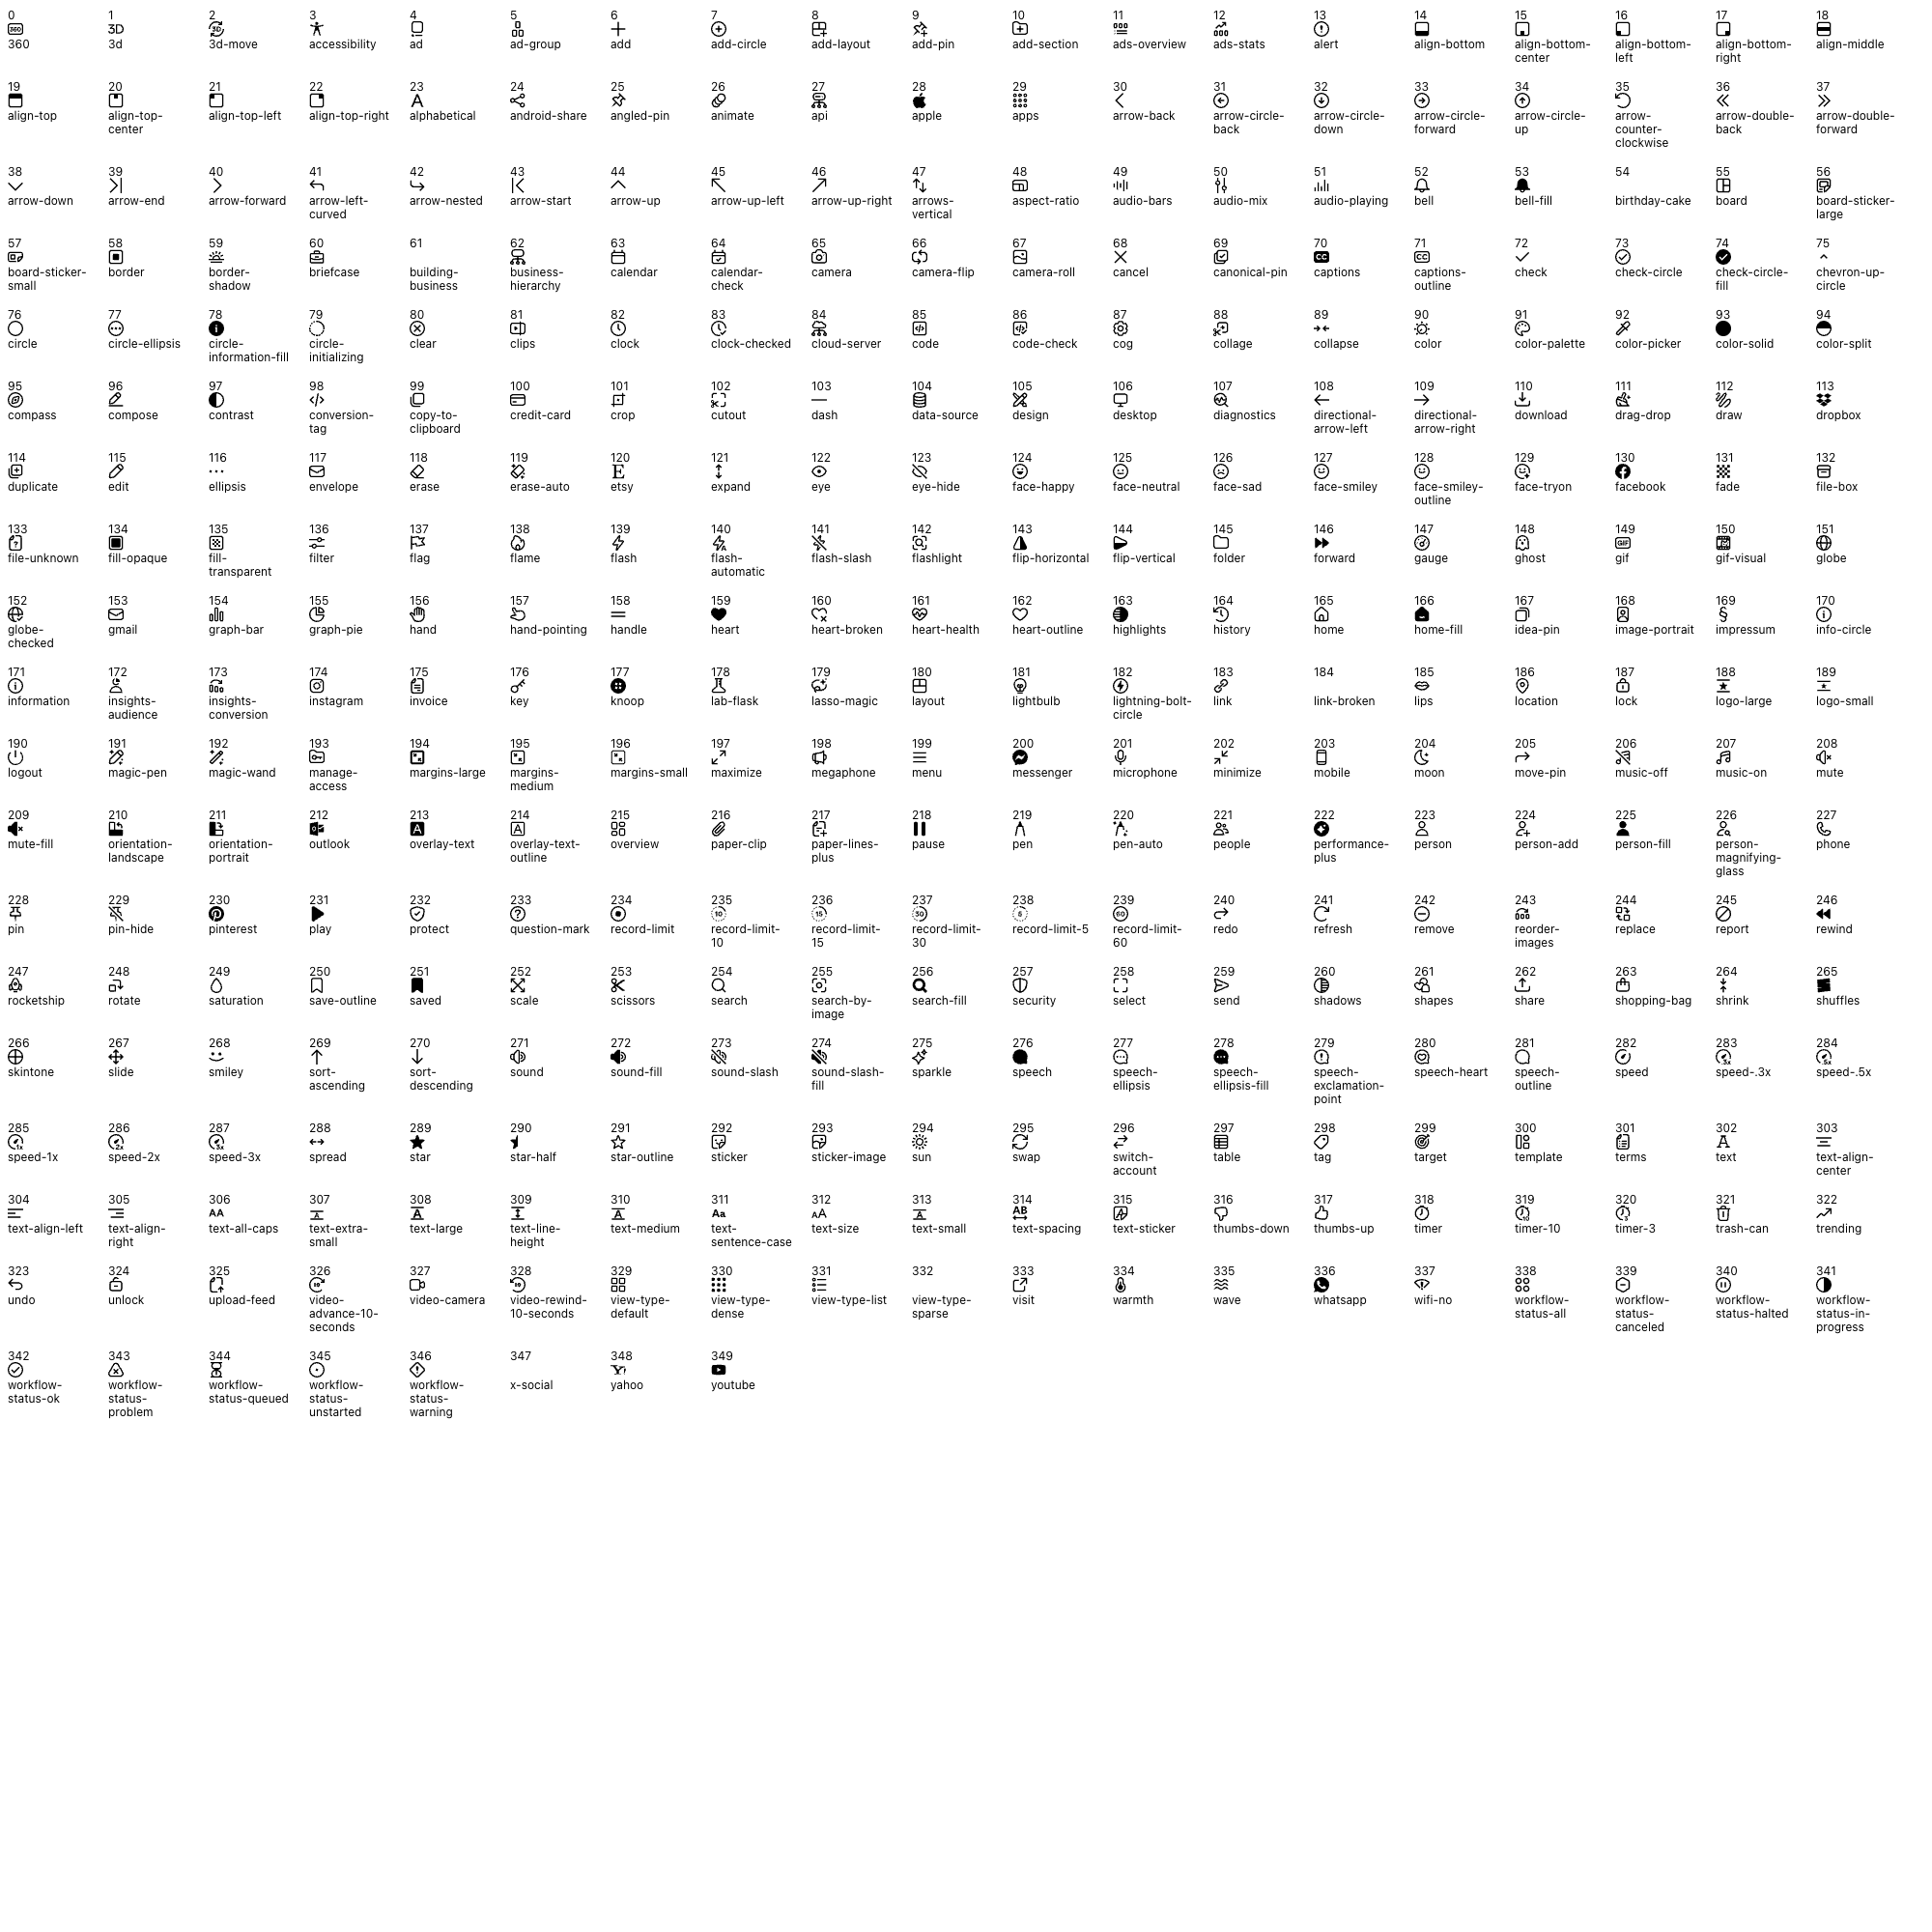 0 1 2 3 4 5 6 7 8 9 10 11 12 13 14 15 16 17 18
360 3d 3d-move accessibility ad ad-group add add-circle add-layout add-pin add-section ads-overview ads-stats alert align-bottom align-bottom- align-bottom- align-bottom- align-middle
center left right
19 20 21 22 23 24 25 26 27 28 29 30 31 32 33 34 35 36 37
align-top align-top- align-top-left align-top-right alphabetical android-share angled-pin animate api apple apps arrow-back arrow-circle- arrow-circle- arrow-circle- arrow-circle- arrow- arrow-double- arrow-double-
center back down forward up counter- back forward
clockwise
38 39 40 41 42 43 44 45 46 47 48 49 50 51 52 53 54 55 56
arrow-down arrow-end arrow-forward arrow-left- arrow-nested arrow-start arrow-up arrow-up-left arrow-up-right arrows- aspect-ratio audio-bars audio-mix audio-playing bell bell-fill birthday-cake board board-sticker-
curved vertical large
57 58 59 60 61 62 63 64 65 66 67 68 69 70 71 72 73 74 75
board-sticker- border border- briefcase building- business- calendar calendar- camera camera-flip camera-roll cancel canonical-pin captions captions- check check-circle check-circle- chevron-up-
small shadow business hierarchy check outline fill circle
76 77 78 79 80 81 82 83 84 85 86 87 88 89 90 91 92 93 94
circle circle-ellipsis circle- circle- clear clips clock clock-checked cloud-server code code-check cog collage collapse color color-palette color-picker color-solid color-split
information-fill initializing
95 96 97 98 99 100 101 102 103 104 105 106 107 108 109 110 111 112 113
compass compose contrast conversion- copy-to- credit-card crop cutout dash data-source design desktop diagnostics directional- directional- download drag-drop draw dropbox
tag clipboard arrow-left arrow-right
114 115 116 117 118 119 120 121 122 123 124 125 126 127 128 129 130 131 132
duplicate edit ellipsis envelope erase erase-auto etsy expand eye eye-hide face-happy face-neutral face-sad face-smiley face-smiley- face-tryon facebook fade file-box
outline
133 134 135 136 137 138 139 140 141 142 143 144 145 146 147 148 149 150 151
file-unknown fill-opaque fill- filter flag flame flash flash- flash-slash flashlight flip-horizontal flip-vertical folder forward gauge ghost gif gif-visual globe
transparent automatic
152 153 154 155 156 157 158 159 160 161 162 163 164 165 166 167 168 169 170
globe- gmail graph-bar graph-pie hand hand-pointing handle heart heart-broken heart-health heart-outline highlights history home home-fill idea-pin image-portrait impressum info-circle
checked
171 172 173 174 175 176 177 178 179 180 181 182 183 184 185 186 187 188 189
information insights- insights- instagram invoice key knoop lab-flask lasso-magic layout lightbulb lightning-bolt- link link-broken lips location lock logo-large logo-small
audience conversion circle
190 191 192 193 194 195 196 197 198 199 200 201 202 203 204 205 206 207 208
logout magic-pen magic-wand manage- margins-large margins- margins-small maximize megaphone menu messenger microphone minimize mobile moon move-pin music-off music-on mute
access medium
209 210 211 212 213 214 215 216 217 218 219 220 221 222 223 224 225 226 227
mute-fill orientation- orientation- outlook overlay-text overlay-text- overview paper-clip paper-lines- pause pen pen-auto people performance- person person-add person-fill person- phone
landscape portrait outline plus plus magnifying-
glass
228 229 230 231 232 233 234 235 236 237 238 239 240 241 242 243 244 245 246
pin pin-hide pinterest play protect question-mark record-limit record-limit- record-limit- record-limit- record-limit-5 record-limit- redo refresh remove reorder- replace report rewind
10 15 30 60 images
247 248 249 250 251 252 253 254 255 256 257 258 259 260 261 262 263 264 265
rocketship rotate saturation save-outline saved scale scissors search search-by- search-fill security select send shadows shapes share shopping-bag shrink shuffles
image
266 267 268 269 270 271 272 273 274 275 276 277 278 279 280 281 282 283 284
skintone slide smiley sort- sort- sound sound-fill sound-slash sound-slash- sparkle speech speech- speech- speech- speech-heart speech- speed speed-.3x speed-.5x
ascending descending fill ellipsis ellipsis-fill exclamation- outline
point
285 286 287 288 289 290 291 292 293 294 295 296 297 298 299 300 301 302 303
speed-1x speed-2x speed-3x spread star star-half star-outline sticker sticker-image sun swap switch- table tag target template terms text text-align-
account center
304 305 306 307 308 309 310 311 312 313 314 315 316 317 318 319 320 321 322
text-align-left text-align- text-all-caps text-extra- text-large text-line- text-medium text- text-size text-small text-spacing text-sticker thumbs-down thumbs-up timer timer-10 timer-3 trash-can trending
right small height sentence-case
323 324 325 326 327 328 329 330 331 332 333 334 335 336 337 338 339 340 341
undo unlock upload-feed video- video-camera video-rewind- view-type- view-type- view-type-list view-type- visit warmth wave whatsapp wifi-no workflow- workflow- workflow- workflow-
advance-10- 10-seconds default dense sparse status-all status- status-halted status-in-
seconds canceled progress
342 343 344 345 346 347 348 349
workflow- workflow- workflow- workflow- workflow- x-social yahoo youtube
status-ok status- status-queued status- status-
problem unstarted warning